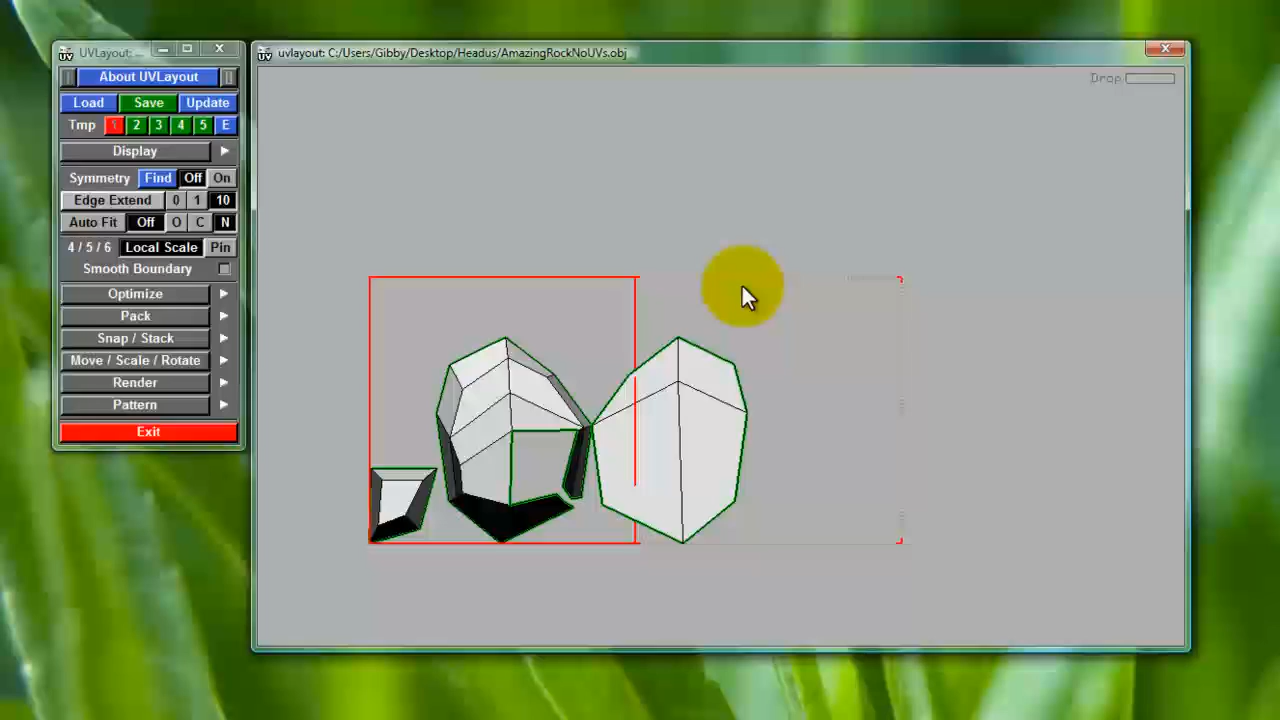 UVLayout: ...
About UVLayout
Load Save Update
Tmp 1 2 3 4 5 E
Display
Symmetry Find Off On
Edge Extend 0 1 10
Auto Fit Off O C N
4 / 5 / 6 Local Scale Pin
Smooth Boundary
Optimize
Pack
Snap / Stack
Move / Scale / Rotate
Render
Pattern
Exit
uvlayout: C:/Users/Gibby/Desktop/Headus/AmazingRockNoUVs.obj
Drop